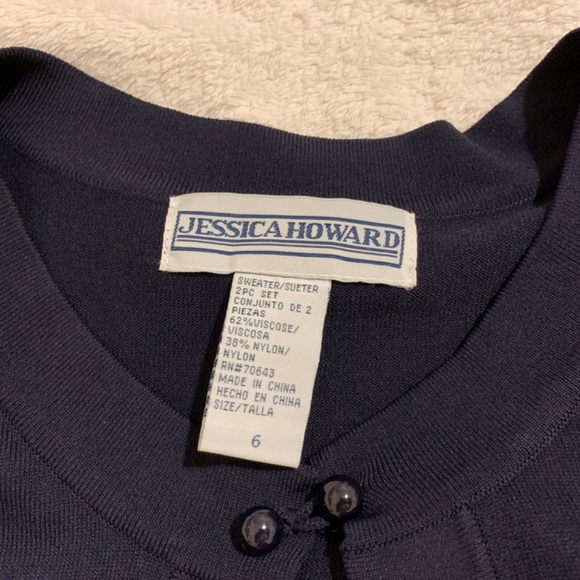 JESSICA HOWARD
SWEATER/SUETER
2PC SET
CONJUNTO DE 2
PIEZAS
62%VISCOSE/
VISCOSA
38% NYLON/
NYLON
RN#70643
MADE IN CHINA
HECHO EN CHINA
SIZE/TALLA
6